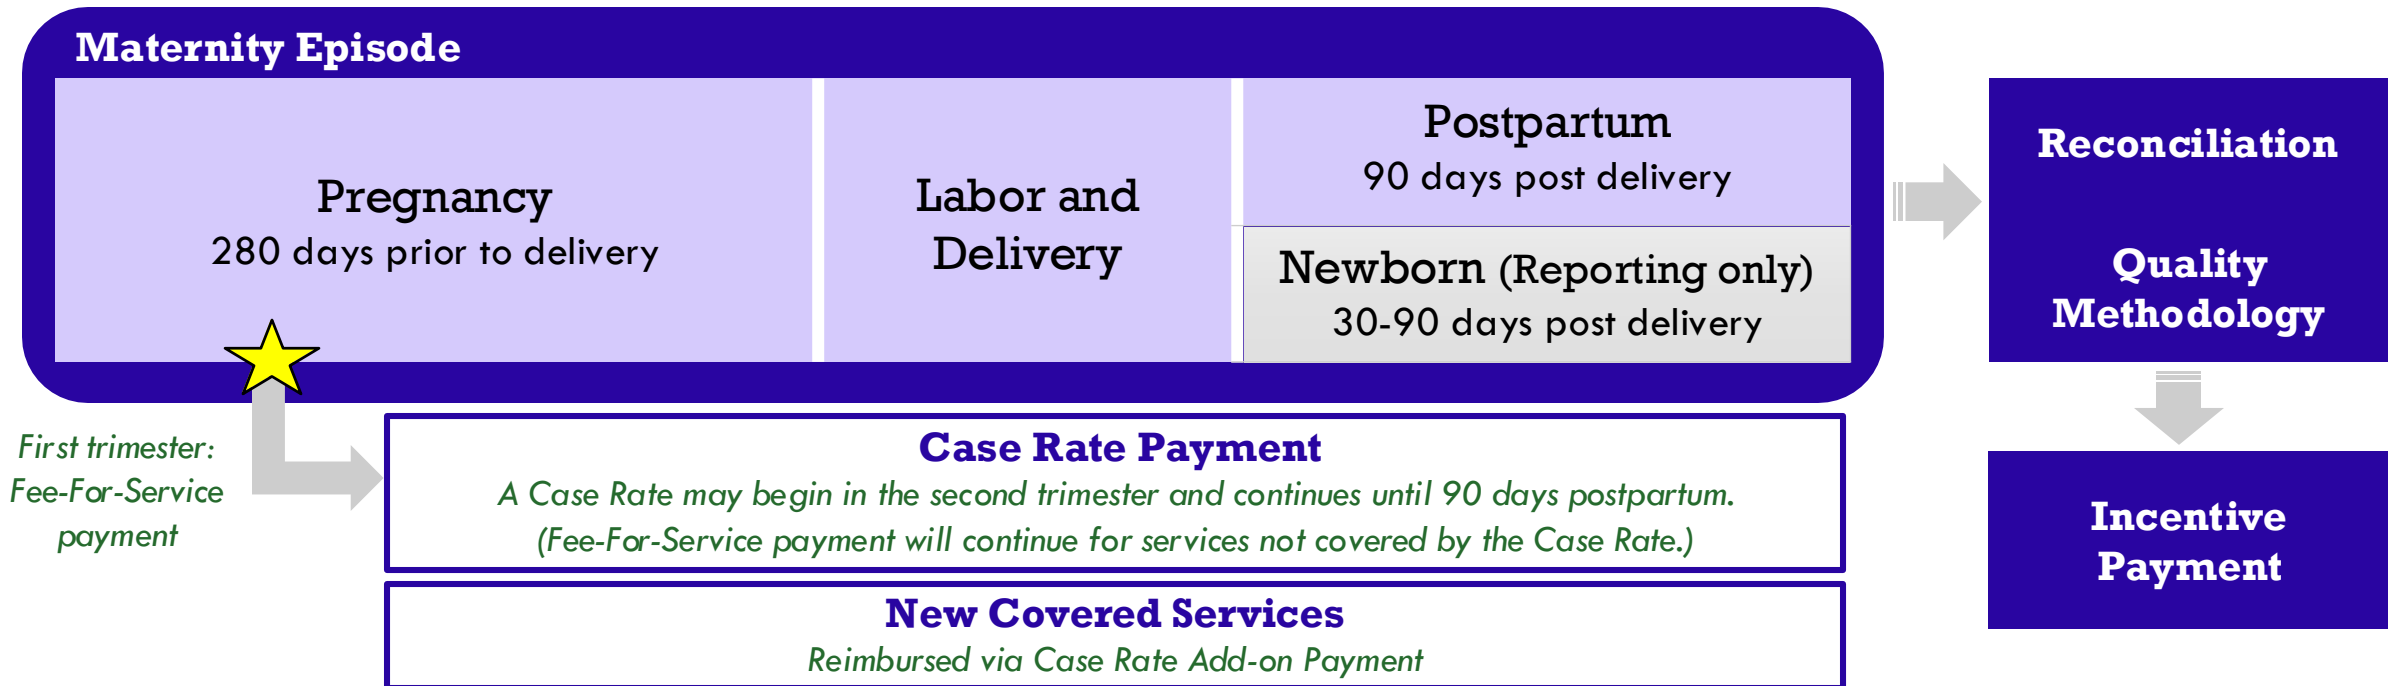 Maternity Episode
Pregnancy
280 days prior to delivery
Labor and
Delivery
Postpartum
90 days post delivery
Newborn (Reporting only)
30-90 days post delivery
Reconciliation
Quality
Methodology
Incentive
Payment
First trimester:
Fee-For-Service
payment
Case Rate Payment
A Case Rate may begin in the second trimester and continues until 90 days postpartum.
(Fee-For-Service payment will continue for services not covered by the Case Rate.)
New Covered Services
Reimbursed via Case Rate Add-on Payment